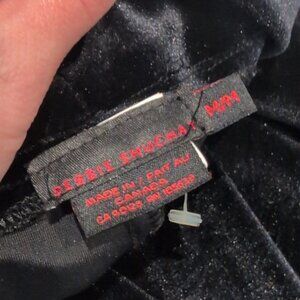 DEBBIE SHUCHAT
M/M
MADE IN - FAIT AU
CANADA